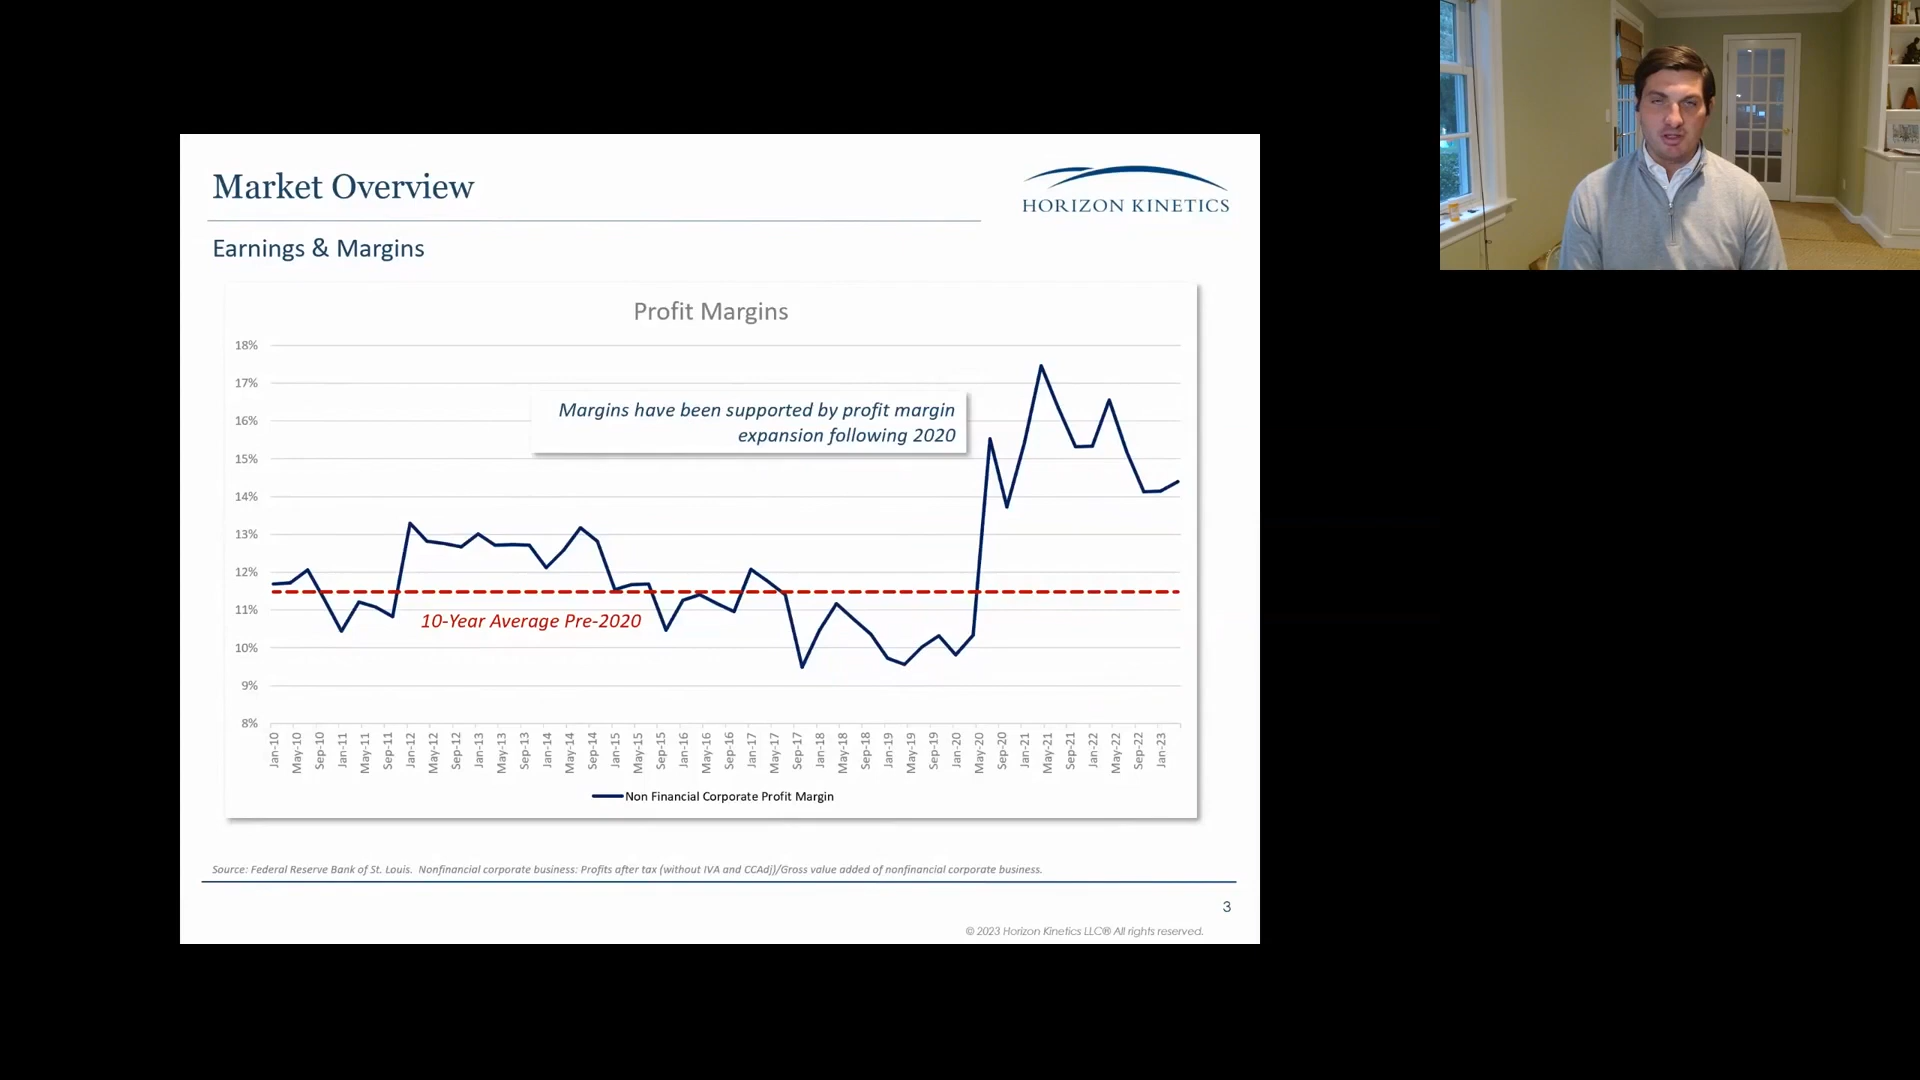 Market Overview
HORIZON KINETICS
Earnings & Margins
Profit Margins
18%
17%
16%
15%
14%
13%
12%
11%
10%
9%
8%
Margins have been supported by profit margin
expansion following 2020
10-Year Average Pre-2020
Jan-10
May-10
Sep-10
Jan-11
May-11
Sep-11
Jan-12
May-12
Sep-12
Jan-13
May-13
Sep-13
Jan-14
May-14
Sep-14
Jan-15
May-15
Sep-15
Jan-16
May-16
Sep-16
Jan-17
May-17
Sep-17
Jan-18
May-18
Sep-18
Jan-19
May-19
Sep-19
Jan-20
May-20
Sep-20
Jan-21
May-21
Sep-21
Jan-22
May-22
Sep-22
Jan-23
Non Financial Corporate Profit Margin
Source: Federal Reserve Bank of St. Louis. Nonfinancial corporate business: Profits after tax (without IVA and CCAdj)/Gross value added of nonfinancial corporate business.
3
© 2023 Horizon Kinetics LLC® All rights reserved.